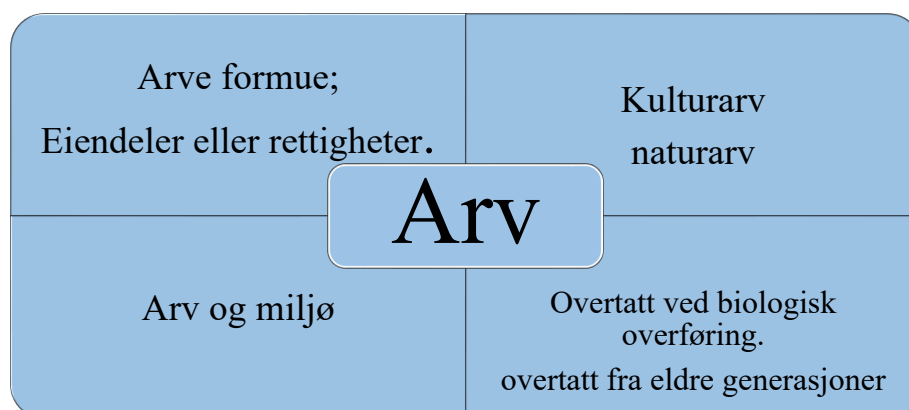 Arve formue;
Eiendeler eller rettigheter.
Kulturarv
naturarv
Arv
Arv og miljø
Overtatt ved biologisk
overføring.
overtatt fra eldre generasjoner